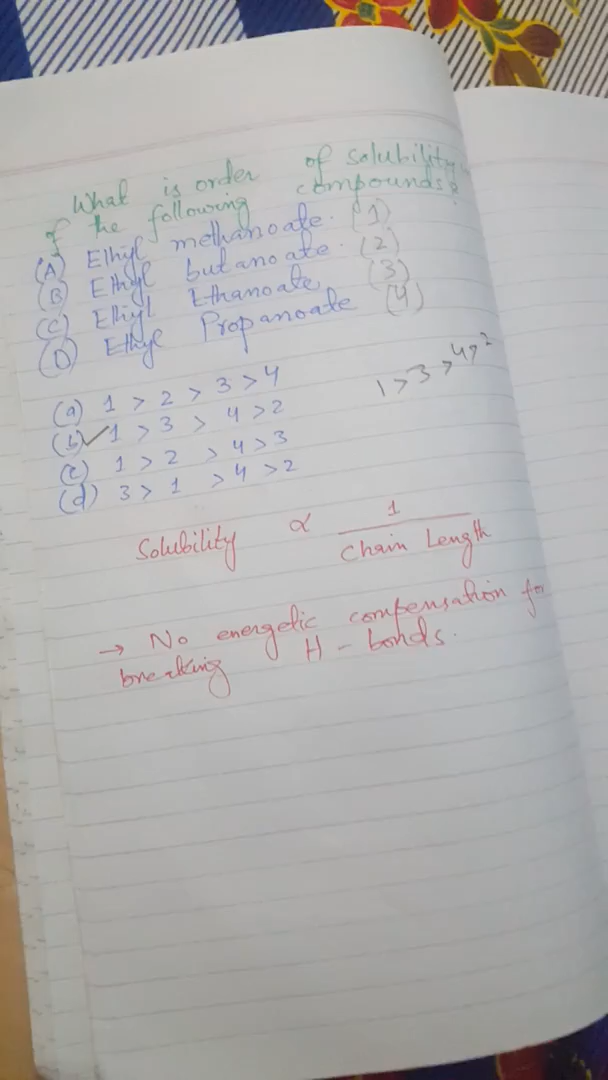 What is order of solubility
of the following compounds?
(A) Ethyl methanoate. (1)
(B) Ethyl butanoate. (2)
(C) Ethyl Ethanoate, (3)
(D) Ethyl Propanoate (4)
(a) 1 > 2 > 3 > 4
(b) ✓ 1 > 3 > 4 > 2
(c) 1 > 2 > 4 > 3
(d) 3 > 1 > 4 > 2
1 > 3 > 4 > 2
Solubility ∝ 1 / Chain Length
→ No energetic compensation for
breaking H - bonds.